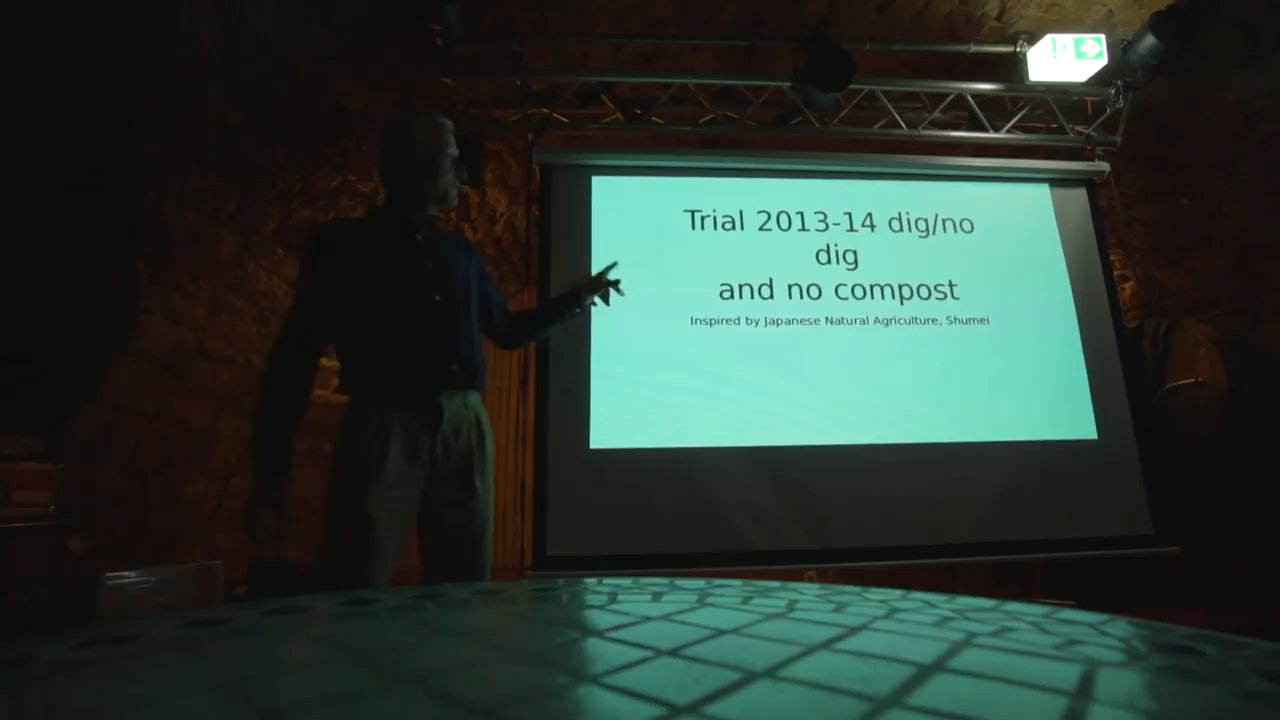 Trial 2013-14 dig/no
dig
and no compost
Inspired by Japanese Natural Agriculture, Shumei